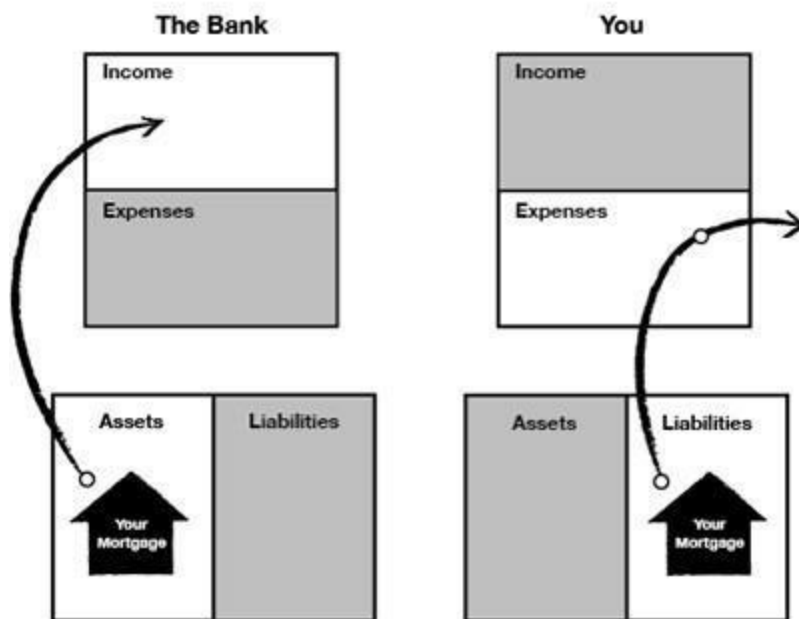 The Bank
Income
Expenses
Assets
Liabilities
Your
Mortgage
You
Income
Expenses
Assets
Liabilities
Your
Mortgage